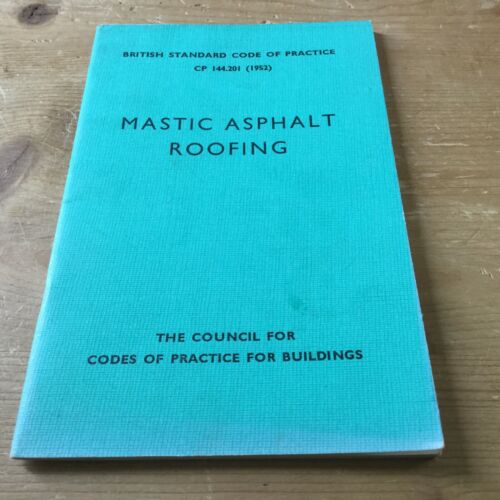 BRITISH STANDARD CODE OF PRACTICE
CP 144.201 (1952)
MASTIC ASPHALT
ROOFING
THE COUNCIL FOR
CODES OF PRACTICE FOR BUILDINGS